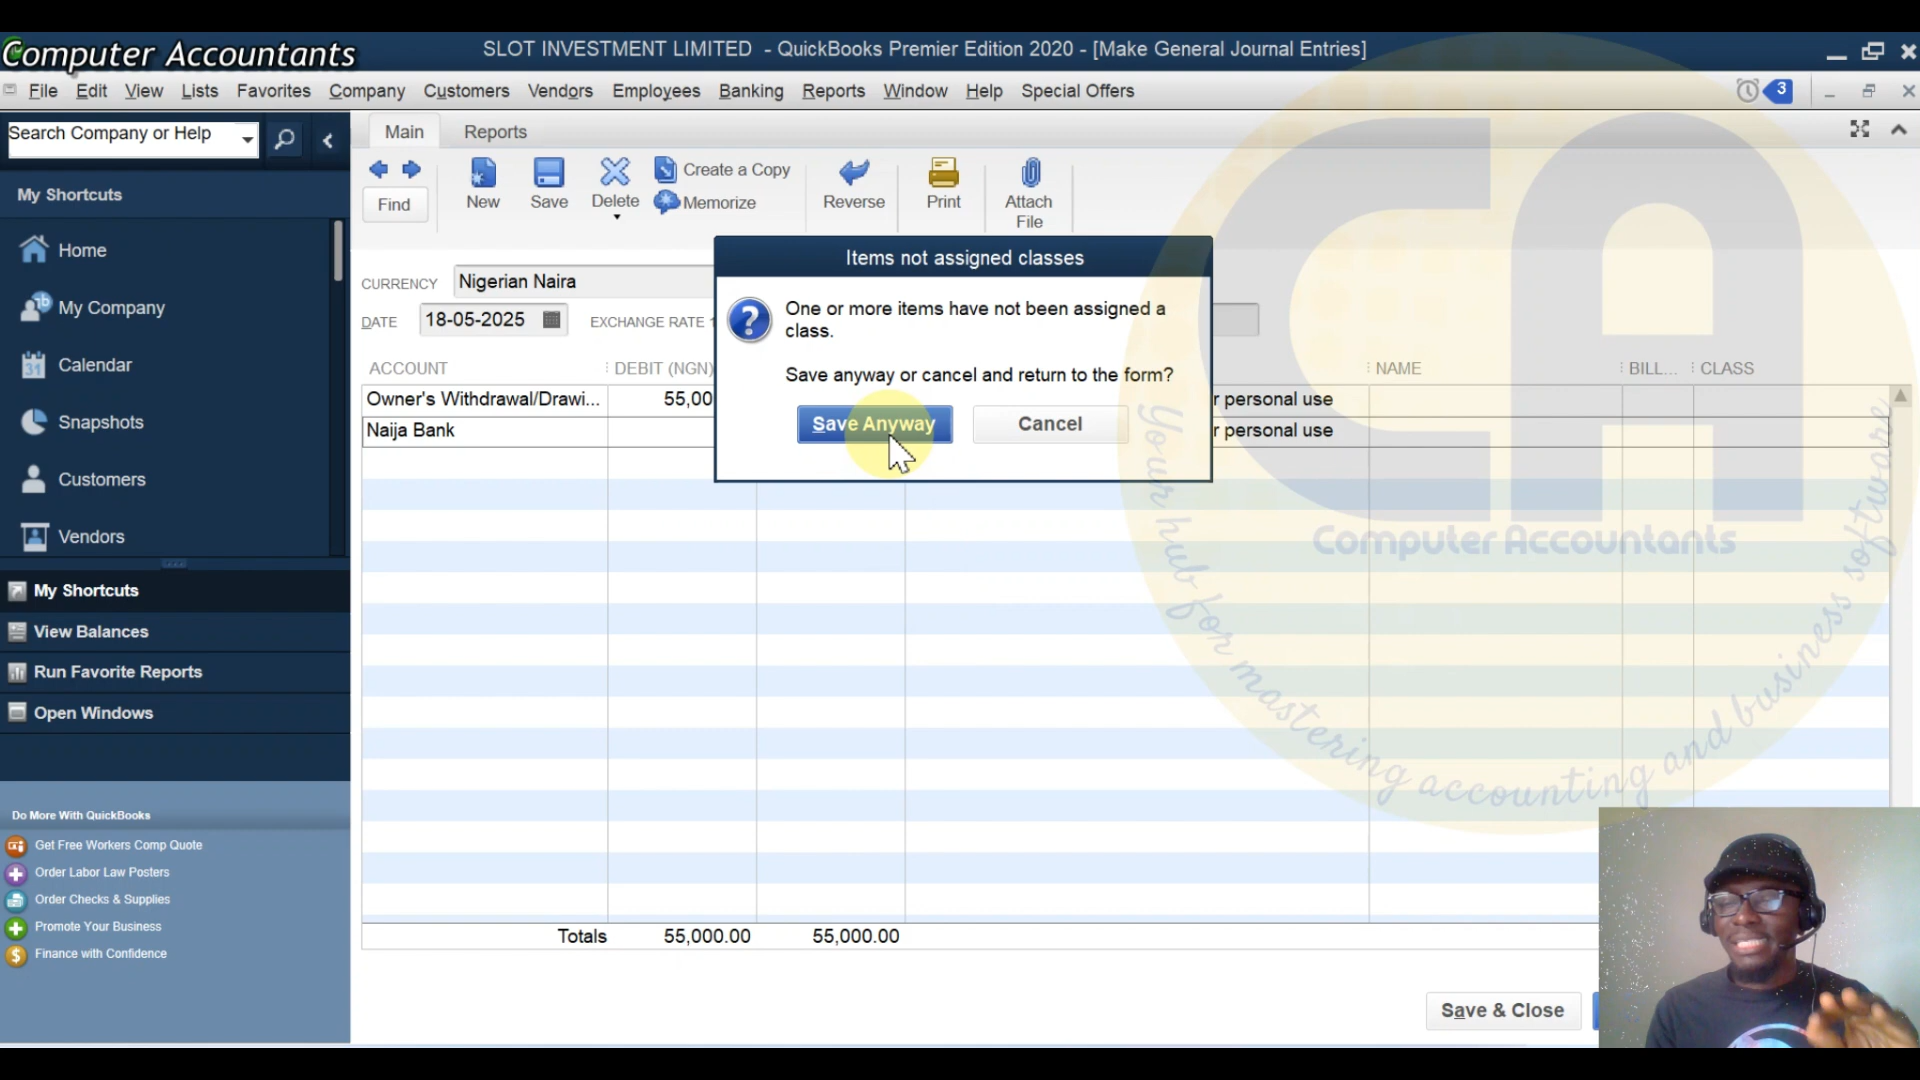 Computer Accountants
SLOT INVESTMENT LIMITED - QuickBooks Premier Edition 2020 - [Make General Journal Entries]
File Edit View Lists Favorites Company Customers Vendors Employees Banking Reports Window Help Special Offers
3
Search Company or Help
Main Reports
Find
New
Save
Delete
Create a Copy
Memorize
Reverse
Print
Attach
File
My Shortcuts
Home
My Company
Calendar
Snapshots
Customers
Vendors
My Shortcuts
View Balances
Run Favorite Reports
Open Windows
Do More With QuickBooks
Get Free Workers Comp Quote
Order Labor Law Posters
Order Checks & Supplies
Promote Your Business
Finance with Confidence
CURRENCY Nigerian Naira
DATE 18-05-2025 EXCHANGE RATE 1
ACCOUNT DEBIT (NGN) NAME BILL... CLASS
Owner's Withdrawal/Drawi... 55,00 r personal use
Naija Bank r personal use
Items not assigned classes
One or more items have not been assigned a
class.
Save anyway or cancel and return to the form?
Save Anyway Cancel
Totals 55,000.00 55,000.00
Save & Close
CA
Computer Accountants
Your hub for mastering accounting and business software